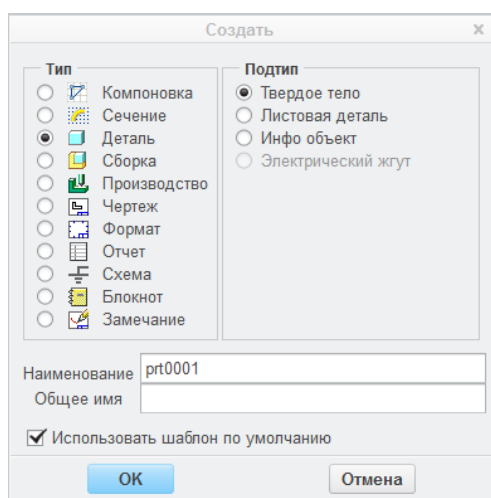 Создать
Тип
Компоновка
Сечение
Деталь
Сборка
Производство
Чертеж
Формат
Отчет
Схема
Блокнот
Замечание
Подтип
Твердое тело
Листовая деталь
Инфо объект
Электрический жгут
Наименование prt0001
Общее имя
Использовать шаблон по умолчанию
OK Отмена